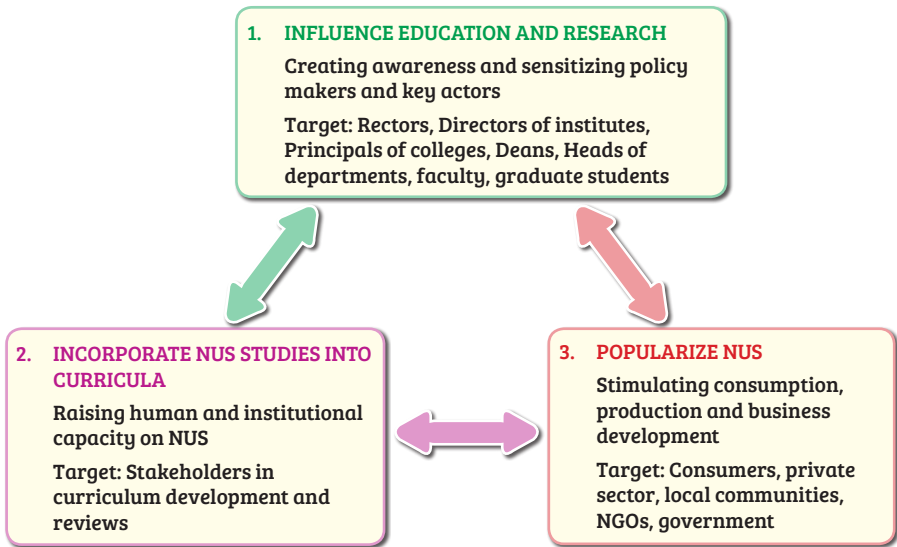 1. INFLUENCE EDUCATION AND RESEARCH
Creating awareness and sensitizing policy
makers and key actors
Target: Rectors, Directors of institutes,
Principals of colleges, Deans, Heads of
departments, faculty, graduate students
2. INCORPORATE NUS STUDIES INTO
CURRICULA
Raising human and institutional
capacity on NUS
Target: Stakeholders in
curriculum development and
reviews
3. POPULARIZE NUS
Stimulating consumption,
production and business
development
Target: Consumers, private
sector, local communities,
NGOs, government